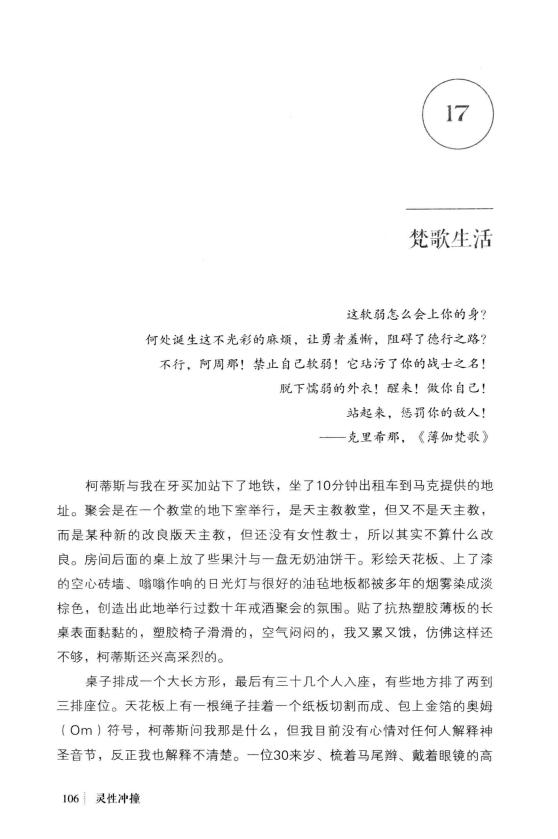 17
梵歌生活
这软弱怎么会上你的身？
何处诞生这不光彩的麻烦，让勇者羞惭，阻碍了德行之路？
不行，阿周那！禁止自己软弱！它玷污了你的战士之名！
脱下懦弱的外衣！醒来！做你自己！
站起来，惩罚你的敌人！
——克里希那，《薄伽梵歌》
柯蒂斯与我在牙买加站下了地铁，坐了10分钟出租车到马克提供的地
址。聚会是在一个教堂的地下室举行，是天主教教堂，但又不是天主教，
而是某种新的改良版天主教，但还没有女性教士，所以其实不算什么改
良。房间后面的桌上放了些果汁与一盘无奶油饼干。彩绘天花板、上了漆
的空心砖墙、嗡嗡作响的日光灯与很好的油毡地板都被多年的烟雾染成淡
棕色，创造出此地举行过数十年戒酒聚会的氛围。贴了抗热塑胶薄板的长
桌表面黏黏的，塑胶椅子滑滑的，空气闷闷的，我又累又饿，仿佛这样还
不够，柯蒂斯还兴高采烈的。
桌子排成一个大长方形，最后有三十几个人入座，有些地方排了两到
三排座位。天花板上有一根绳子挂着一个纸板切割而成、包上金箔的奥姆
（Om）符号，柯蒂斯问我那是什么，但我目前没有心情对任何人解释神
圣音节，反正我也解释不清楚。一位30来岁、梳着马尾辫、戴着眼镜的高
106 灵性冲撞